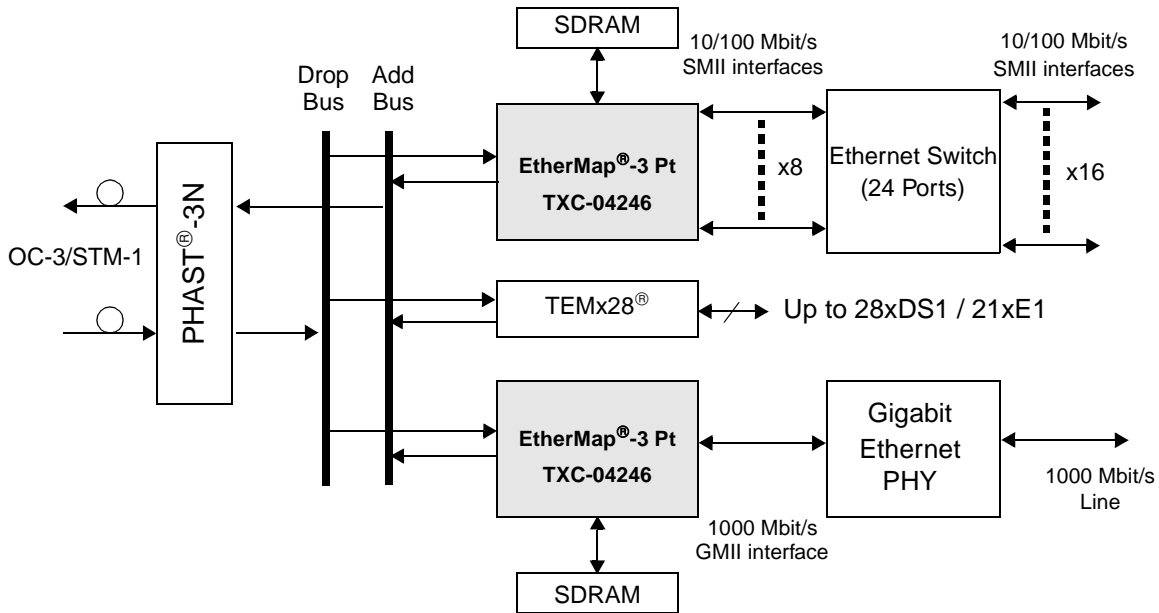 SDRAM
10/100 Mbit/s
SMII interfaces
10/100 Mbit/s
SMII interfaces
Drop
Bus
Add
Bus
EtherMap®-3 Pt
TXC-04246
x8
Ethernet Switch
(24 Ports)
x16
PHAST®-3N
OC-3/STM-1
TEMx28®
Up to 28xDS1 / 21xE1
EtherMap®-3 Pt
TXC-04246
Gigabit
Ethernet
PHY
1000 Mbit/s
Line
1000 Mbit/s
GMII interface
SDRAM